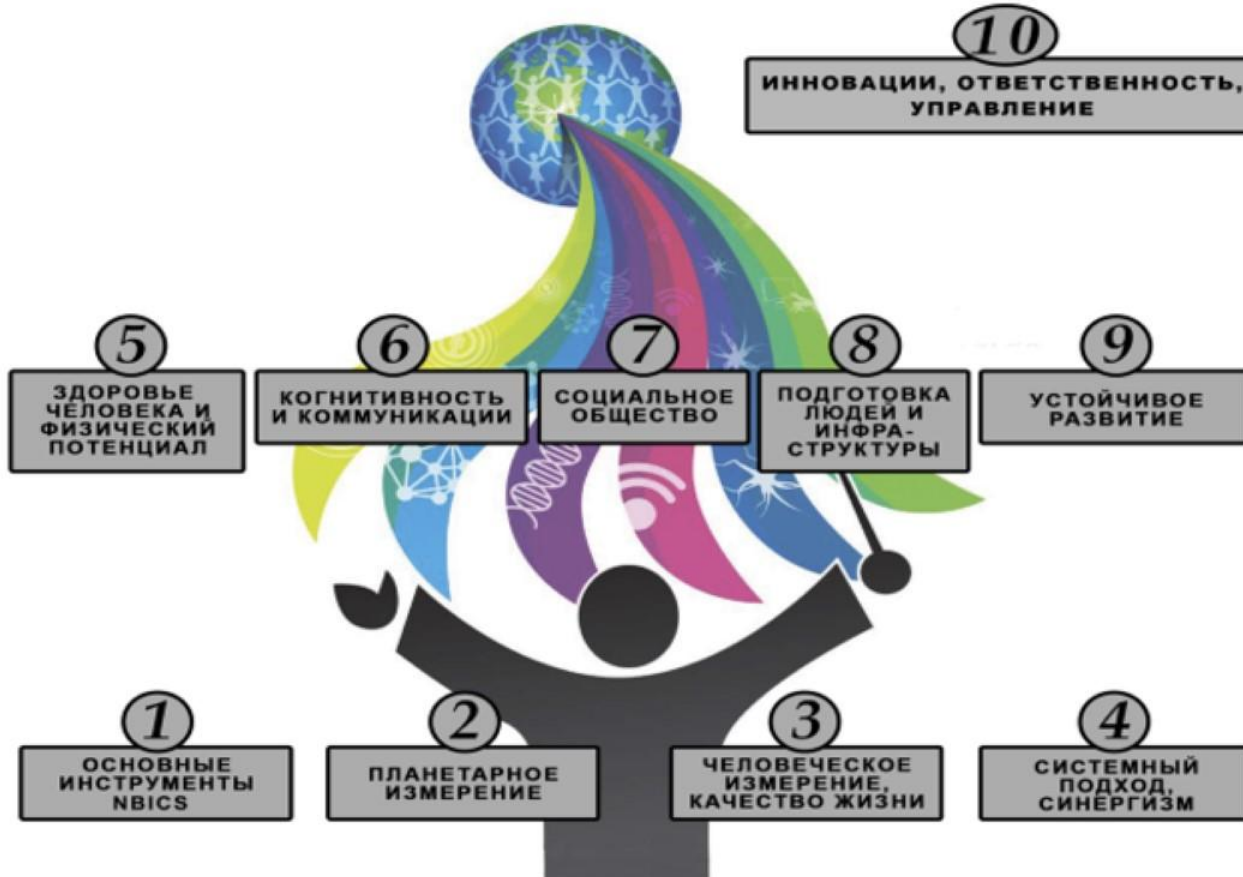 10
ИННОВАЦИИ, ОТВЕТСТВЕННОСТЬ,
УПРАВЛЕНИЕ
5
ЗДОРОВЬЕ
ЧЕЛОВЕКА И
ФИЗИЧЕСКИЙ
ПОТЕНЦИАЛ
6
КОГНИТИВНОСТЬ
И КОММУНИКАЦИИ
7
СОЦИАЛЬНОЕ
ОБЩЕСТВО
8
ПОДГОТОВКА
ЛЮДЕЙ И
ИНФРА-
СТРУКТУРЫ
9
УСТОЙЧИВОЕ
РАЗВИТИЕ
1
ОСНОВНЫЕ
ИНСТРУМЕНТЫ
NBICS
2
ПЛАНЕТАРНОЕ
ИЗМЕРЕНИЕ
3
ЧЕЛОВЕЧЕСКОЕ
ИЗМЕРЕНИЕ,
КАЧЕСТВО ЖИЗНИ
4
СИСТЕМНЫЙ
ПОДХОД,
СИНЕРГИЗМ